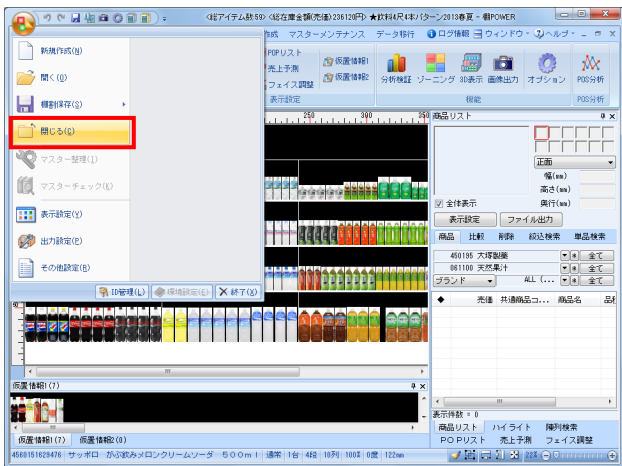 <総アイテム数:59> <総在庫金額(売価):236120円> ★飲料4尺4本パターン2013春夏 - 棚POWER
作成 マスターメンテナンス データ移行 ログ情報 ウィンドウ ヘルプ
新規作成(N)
開く(O)
棚割保存(S)
閉じる(C)
マスター整理(I)
マスターチェック(K)
表示設定(Y)
出力設定(P)
その他設定(B)
ID管理(L) 環境設定(E) 終了(X)
POPリスト
売上予測
フェイス調整
仮置情報1
仮置情報2
表示設定
分析検証 ゾーニング 3D表示 画像出力 オプション POS分析
機能 POS分析
250 300 350
90
商品リスト
正面
幅(mm)
高さ(mm)
奥行(mm)
全体表示
表示設定 ファイル出力
商品 比較 削除 絞込検索 単品検索
450195 大塚製薬 * 全て
061100 天然果汁 * 全て
ブランド ALL (... * 全て
◆ 売価 共通商品コ... 商品名
表示件数 = 0
商品リスト ハイライト 陳列検索
POPリスト 売上予測 フェイス調整
仮置情報1(7)
仮置情報1(7) 仮置情報2(0)
4560151629476 サッポロ がぶ飲みメロンクリームソーダ 500ml 通常 1台 4段 10列 100% 0度 122mm
228%